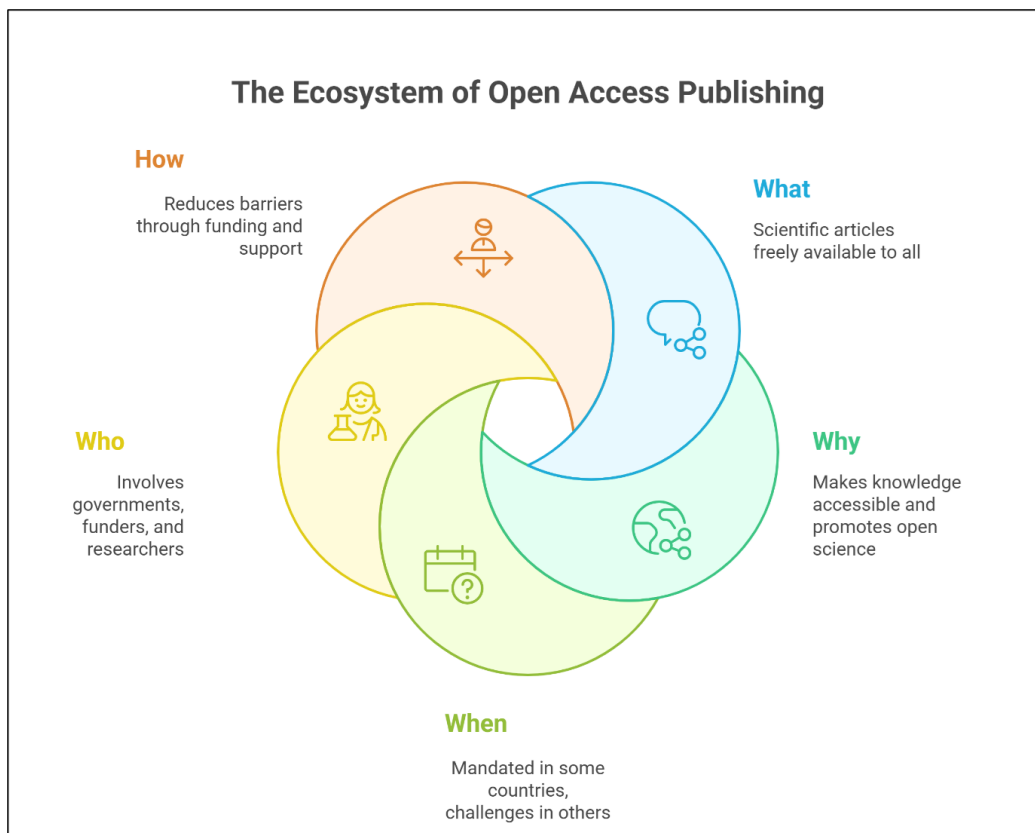 The Ecosystem of Open Access Publishing
How
Reduces barriers
through funding and
support
What
Scientific articles
freely available to all
Who
Involves
governments,
funders, and
researchers
Why
Makes knowledge
accessible and
promotes open
science
?
When
Mandated in some
countries,
challenges in others